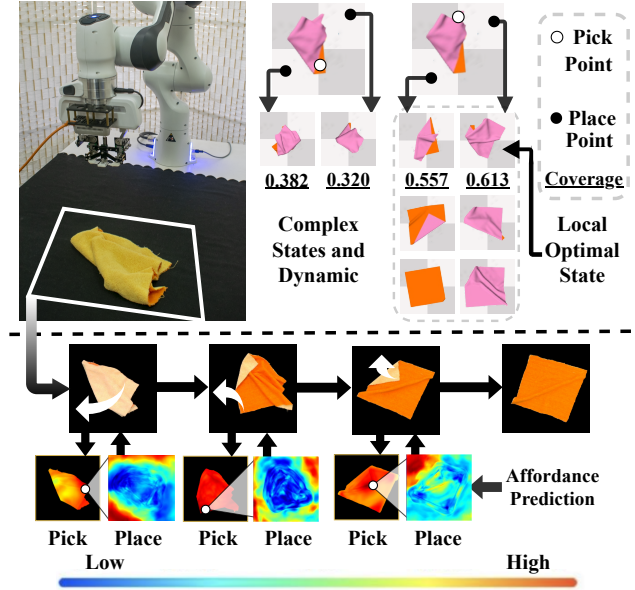 Pick
Point
Place
Point
Coverage
0.382 0.320 0.557 0.613
Complex
States and
Dynamic
Local
Optimal
State
Affordance
Prediction
Pick Place Pick Place Pick Place
Low High